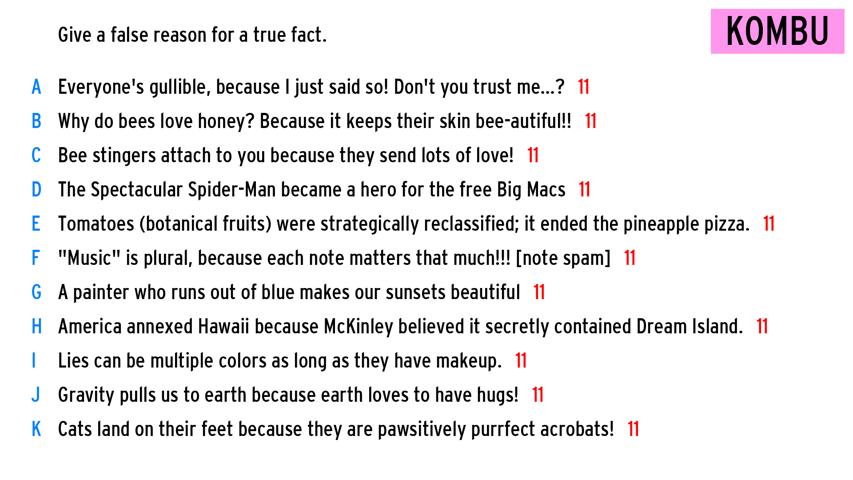 Give a false reason for a true fact.
KOMBU
A Everyone's gullible, because I just said so! Don't you trust me...? 11
B Why do bees love honey? Because it keeps their skin bee-autiful!! 11
C Bee stingers attach to you because they send lots of love! 11
D The Spectacular Spider-Man became a hero for the free Big Macs 11
E Tomatoes (botanical fruits) were strategically reclassified; it ended the pineapple pizza. 11
F "Music" is plural, because each note matters that much!!! [note spam] 11
G A painter who runs out of blue makes our sunsets beautiful 11
H America annexed Hawaii because McKinley believed it secretly contained Dream Island. 11
I Lies can be multiple colors as long as they have makeup. 11
J Gravity pulls us to earth because earth loves to have hugs! 11
K Cats land on their feet because they are pawsitively purrfect acrobats! 11